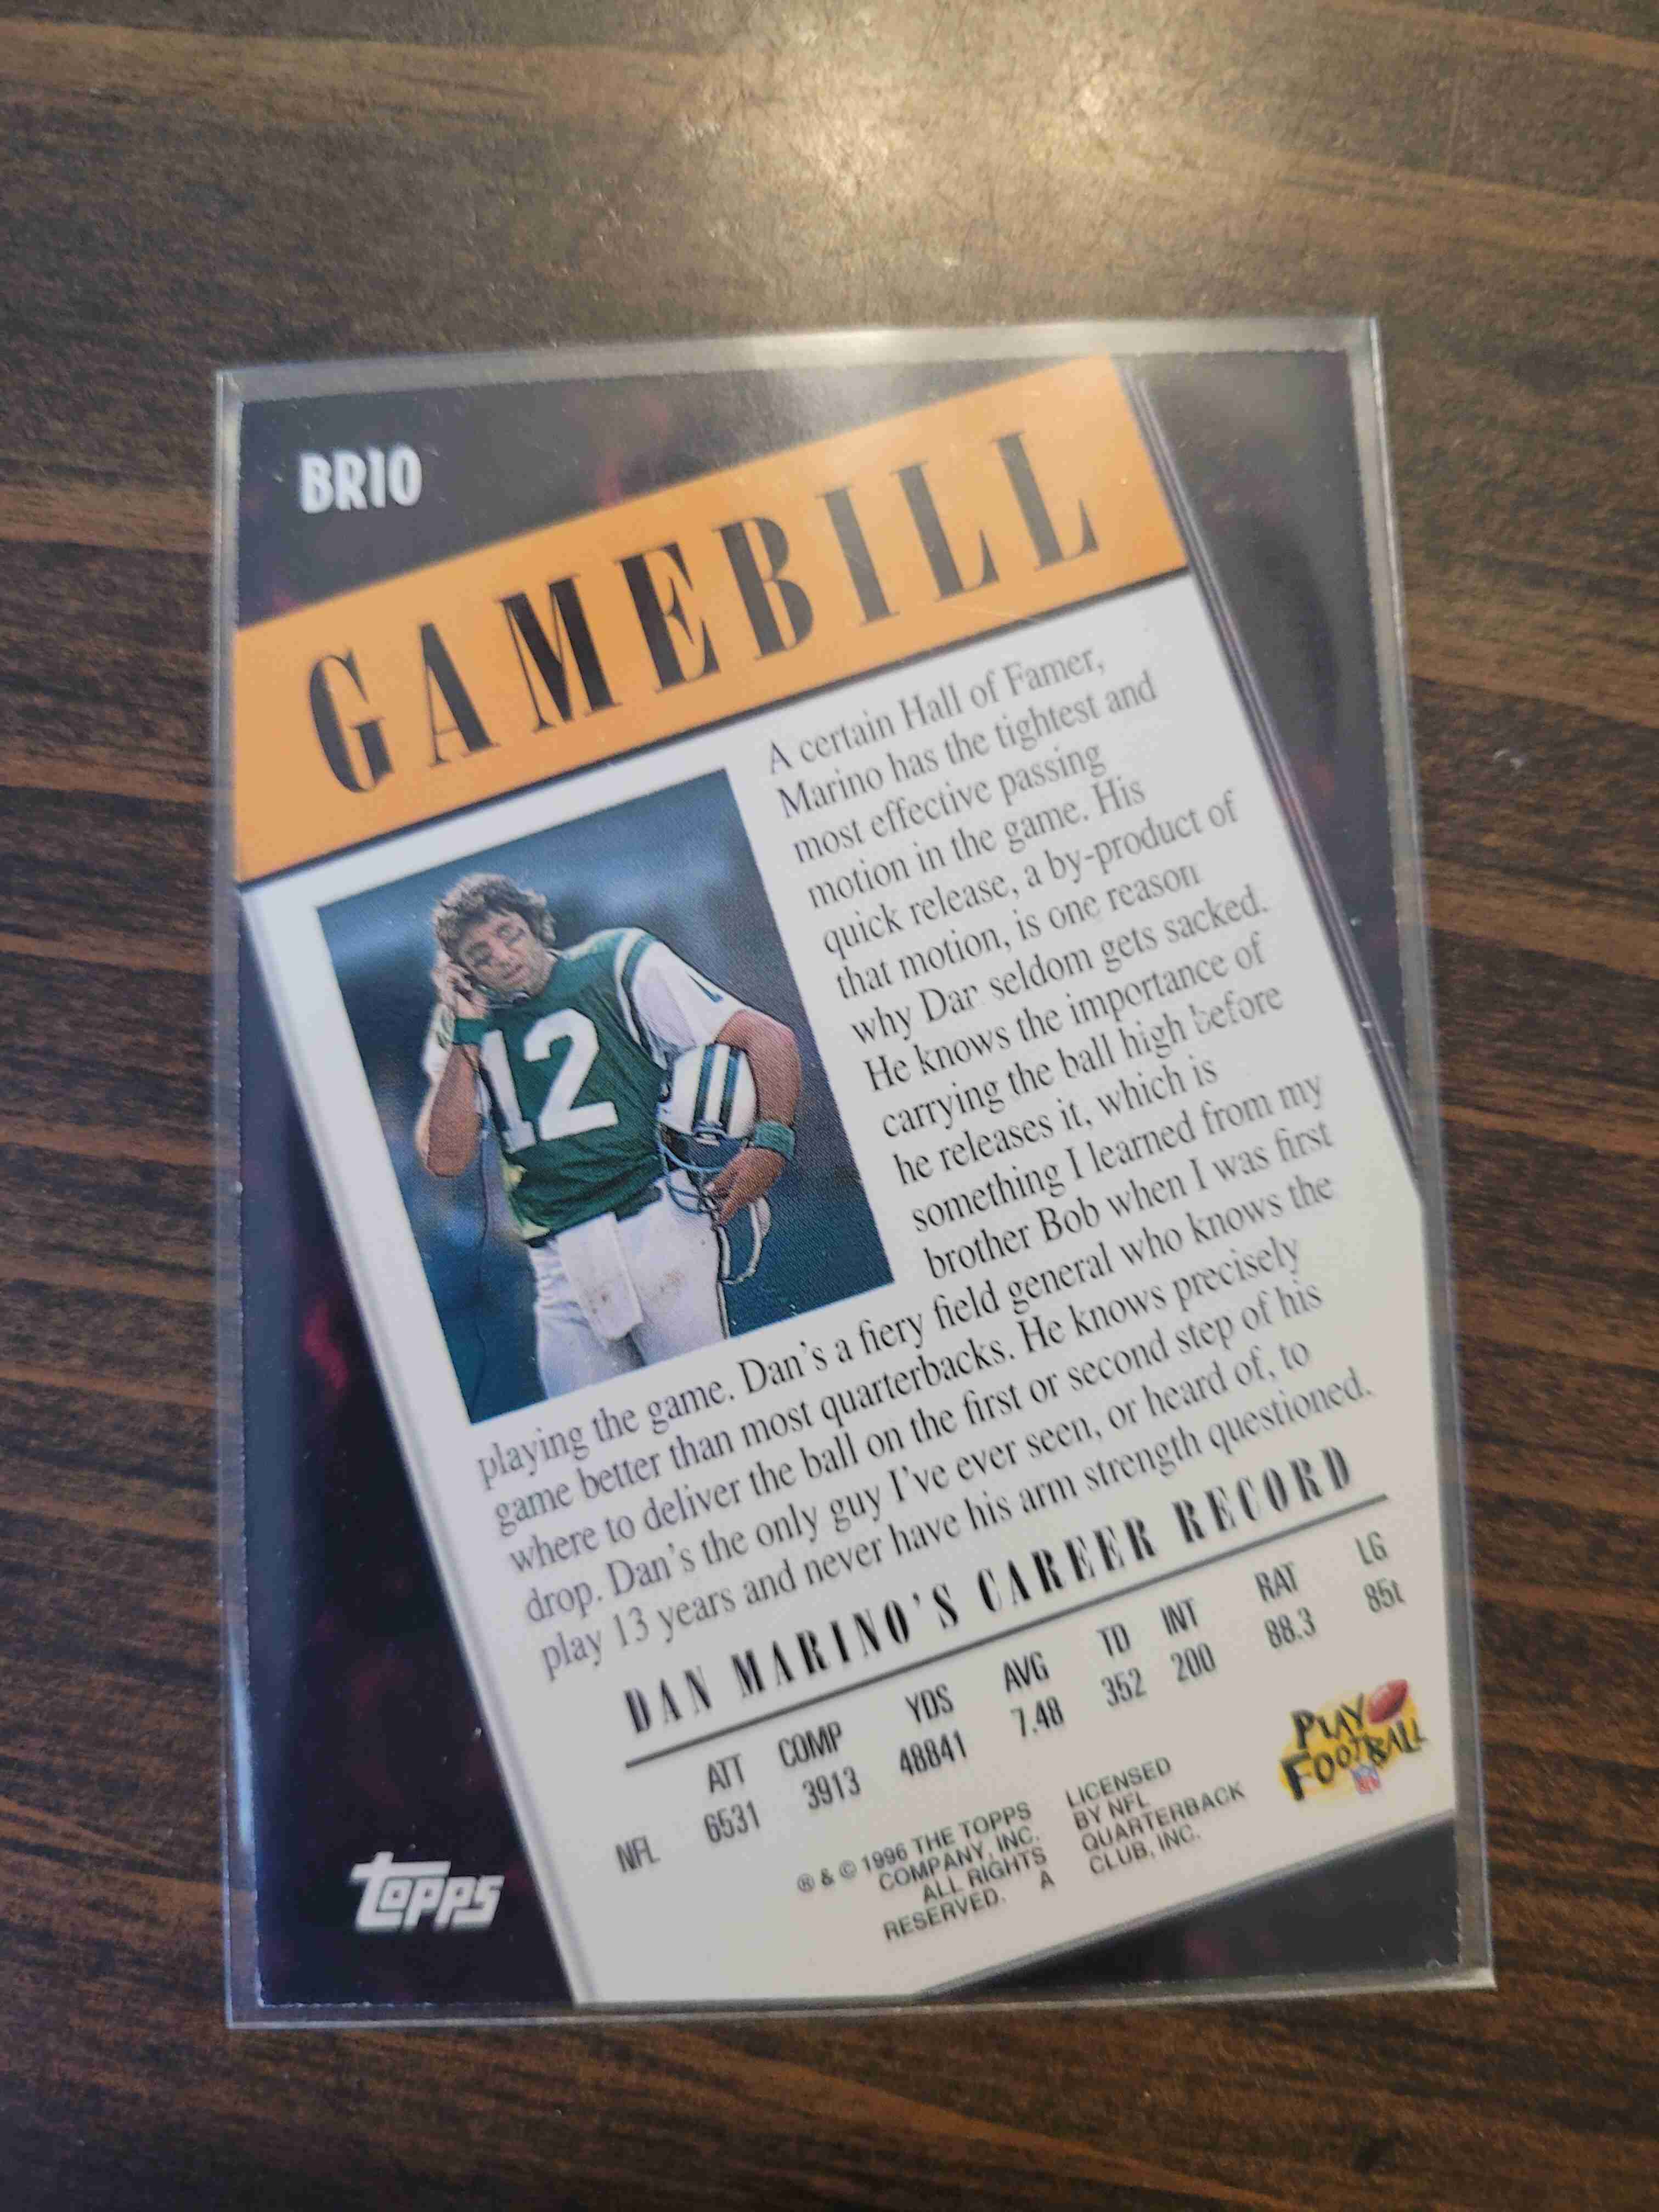 BR10
GAMEBILL
A certain Hall of Famer,
Marino has the tightest and
most effective passing
motion in the game. His
quick release, a by-product of
that motion, is one reason
why Dan seldom gets sacked.
He knows the importance of
carrying the ball high before
he releases it, which is
something I learned from my
brother Bob when I was first
playing the game. Dan's a fiery field general who knows the
game better than most quarterbacks. He knows precisely
where to deliver the ball on the first or second step of his
drop. Dan's the only guy I've ever seen, or heard of, to
play 13 years and never have his arm strength questioned.
12
DAN MARINO'S CAREER RECORD
ATT COMP YDS AVG TD INT RAT LG
NFL 6531 3913 48841 7.48 352 200 88.3 85t
® & © 1996 THE TOPPS
COMPANY, INC.
ALL RIGHTS
RESERVED. A
LICENSED
BY NFL
QUARTERBACK
CLUB, INC.
PLAY
FOOTBALL
NFL
TOPPS